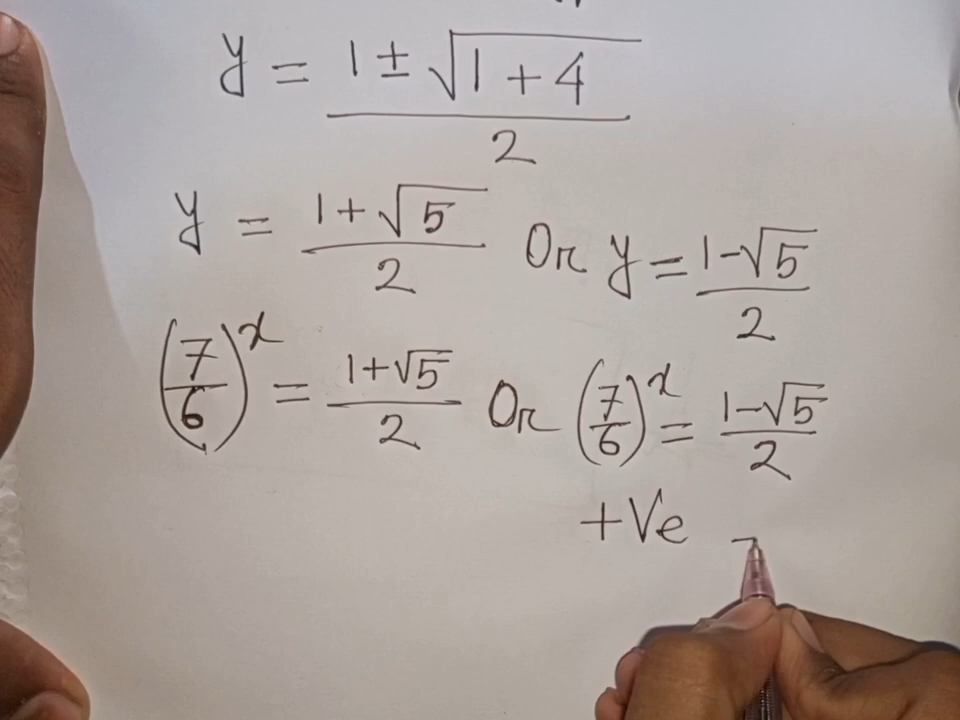 y = (1 ± √(1 + 4)) / 2
y = (1 + √5) / 2 Or y = (1 - √5) / 2
(7/6)^x = (1 + √5) / 2 Or (7/6)^x = (1 - √5) / 2
+Ve -